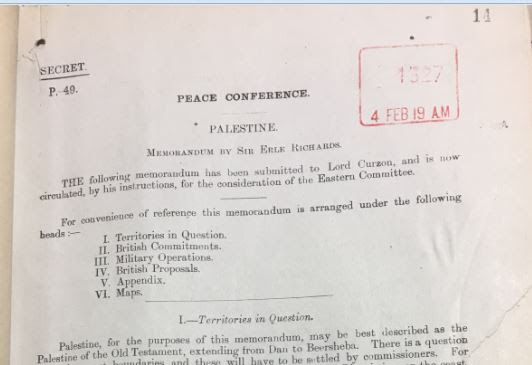 14
SECRET.
P.-49.
1327
4 FEB 19 AM
PEACE CONFERENCE.
PALESTINE.
MEMORANDUM BY SIR ERLE RICHARDS.
THE following memorandum has been submitted to Lord Curzon, and is now
circulated, by his instructions, for the consideration of the Eastern Committee.
For convenience of reference this memorandum is arranged under the following
heads :—
I. Territories in Question.
II. British Commitments.
III. Military Operations.
IV. British Proposals.
V. Appendix.
VI. Maps.
I.—Territories in Question.
Palestine, for the purposes of this memorandum, may be best described as the
Palestine of the Old Testament, extending from Dan to Beersheba. There is a question
boundaries and these will have to be settled by commissioners. For